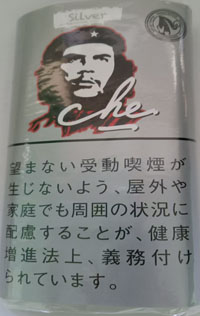 silver
che
望まない受動喫煙が
生じないよう、屋外や
家庭でも周囲の状況に
配慮することが、健康
増進法上、義務付け
られています。